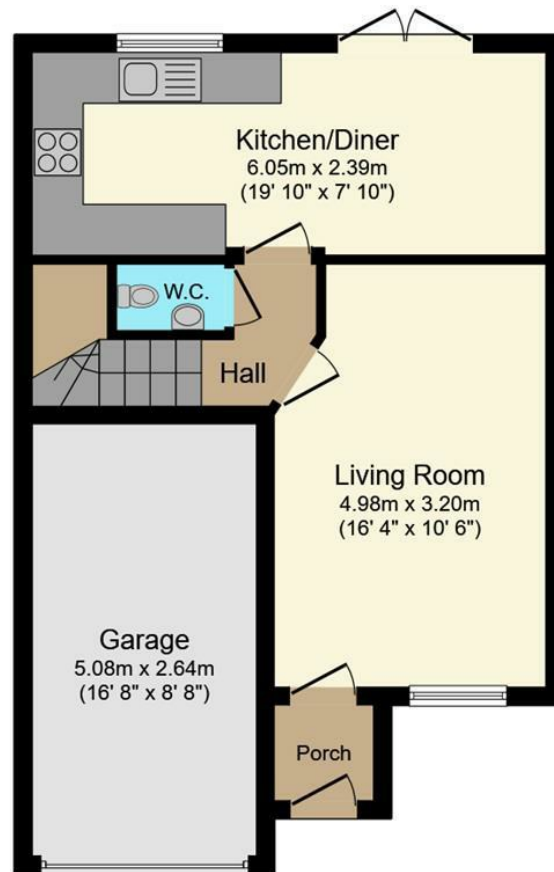 Kitchen/Diner
6.05m x 2.39m
(19' 10" x 7' 10")
W.C.
Hall
Living Room
4.98m x 3.20m
(16' 4" x 10' 6")
Garage
5.08m x 2.64m
(16' 8" x 8' 8")
Porch